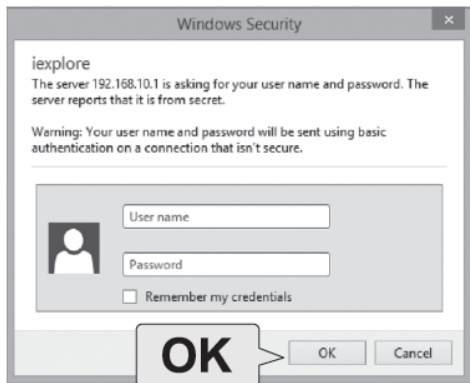 Windows Security
×
iexplore
The server 192.168.10.1 is asking for your user name and password. The
server reports that it is from secret.
Warning: Your user name and password will be sent using basic
authentication on a connection that isn't secure.
User name
Password
Remember my credentials
OK
OK Cancel